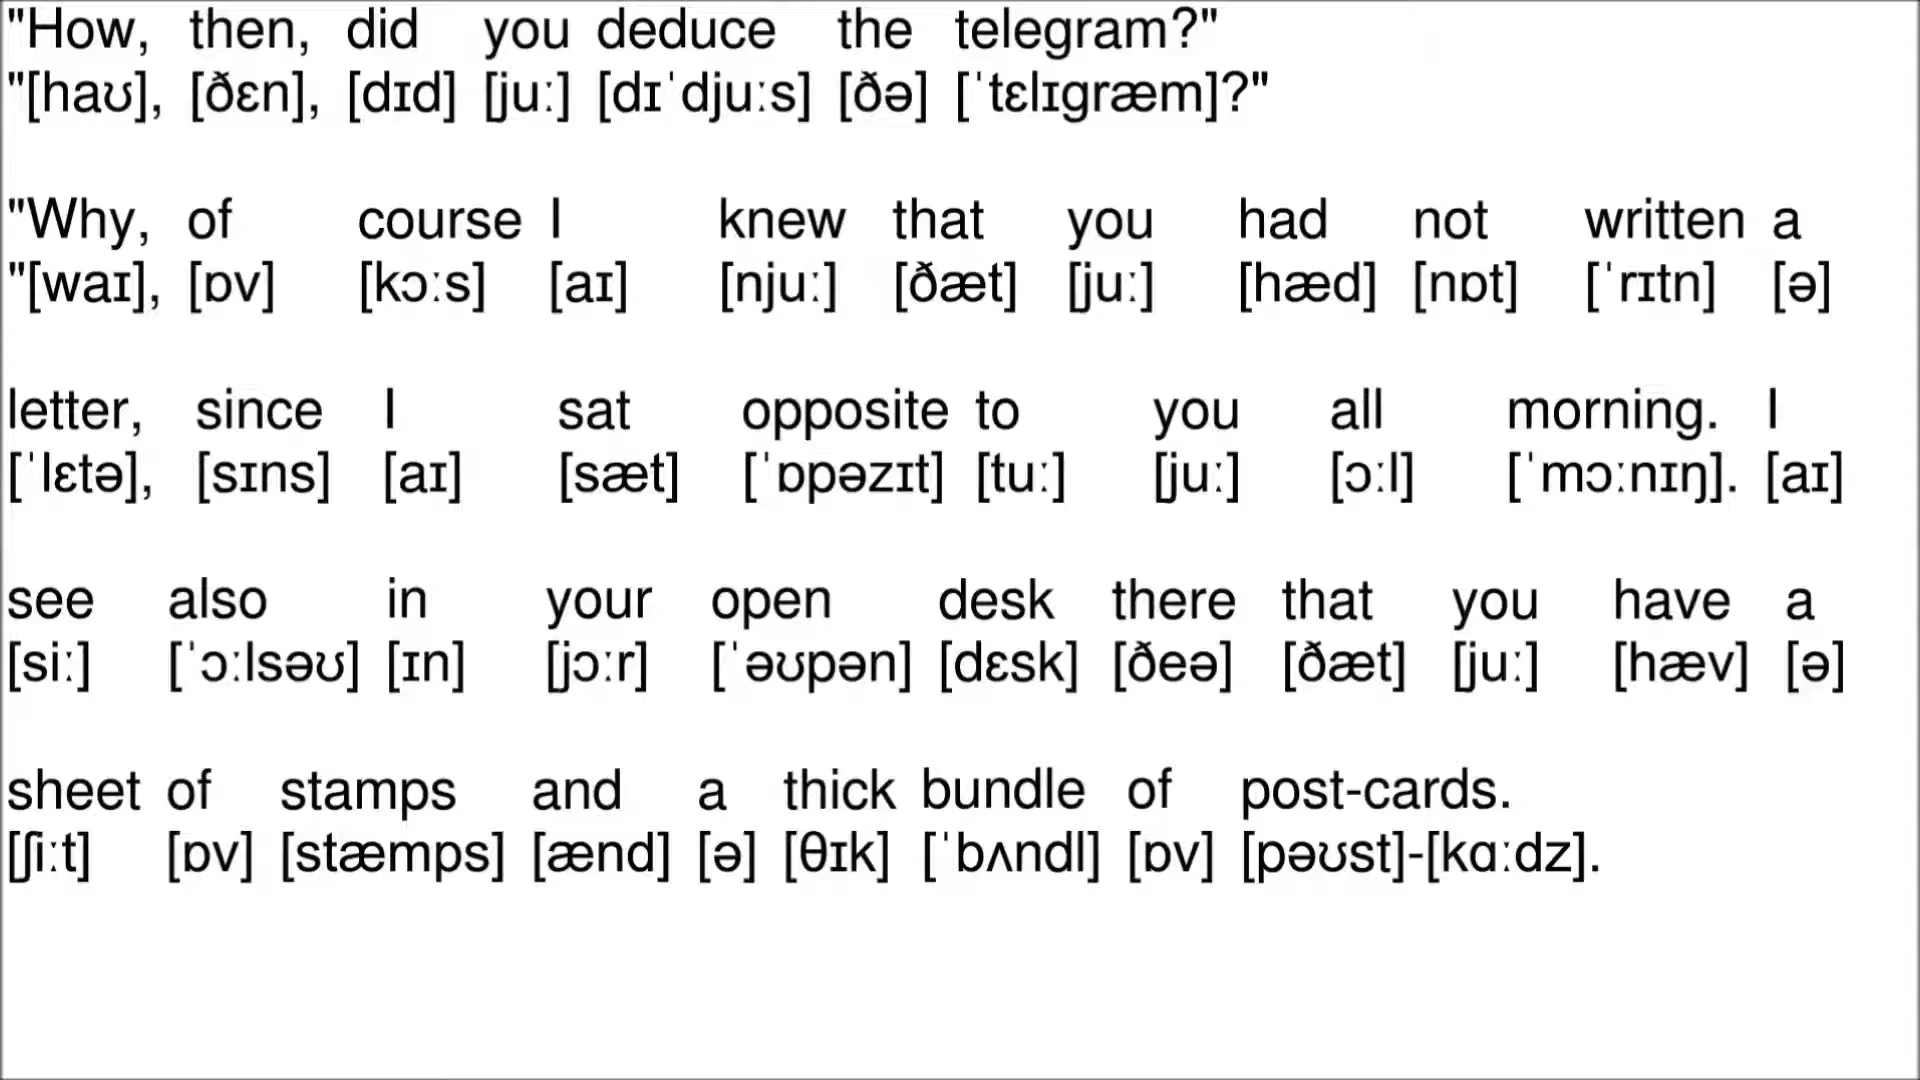 "How, then, did you deduce the telegram?"
"[haʊ], [ðɛn], [dɪd] [juː] [dɪˈdjuːs] [ðə] [ˈtɛlɪgræm]?"
"Why, of course I knew that you had not written a
"[waɪ], [ɒv] [kɔːs] [aɪ] [njuː] [ðæt] [juː] [hæd] [nɒt] [ˈrɪtn] [ə]
letter, since I sat opposite to you all morning. I
[ˈlɛtə], [sɪns] [aɪ] [sæt] [ˈɒpəzɪt] [tuː] [juː] [ɔːl] [ˈmɔːnɪŋ]. [aɪ]
see also in your open desk there that you have a
[siː] [ˈɔːlsəʊ] [ɪn] [jɔːr] [ˈəʊpən] [dɛsk] [ðeə] [ðæt] [juː] [hæv] [ə]
sheet of stamps and a thick bundle of post-cards.
[ʃiːt] [ɒv] [stæmps] [ænd] [ə] [θɪk] [ˈbʌndl] [ɒv] [pəʊst]-[kɑːdz].